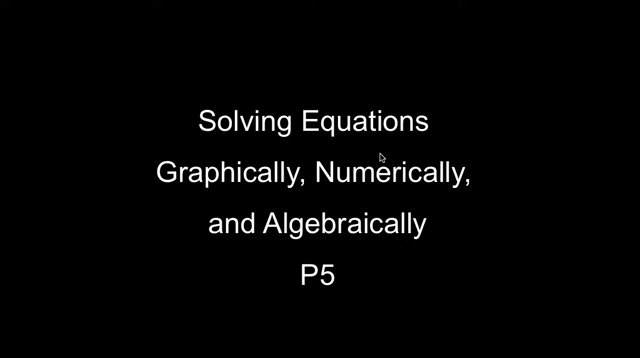 Solving Equations
Graphically, Numerically,
and Algebraically
P5